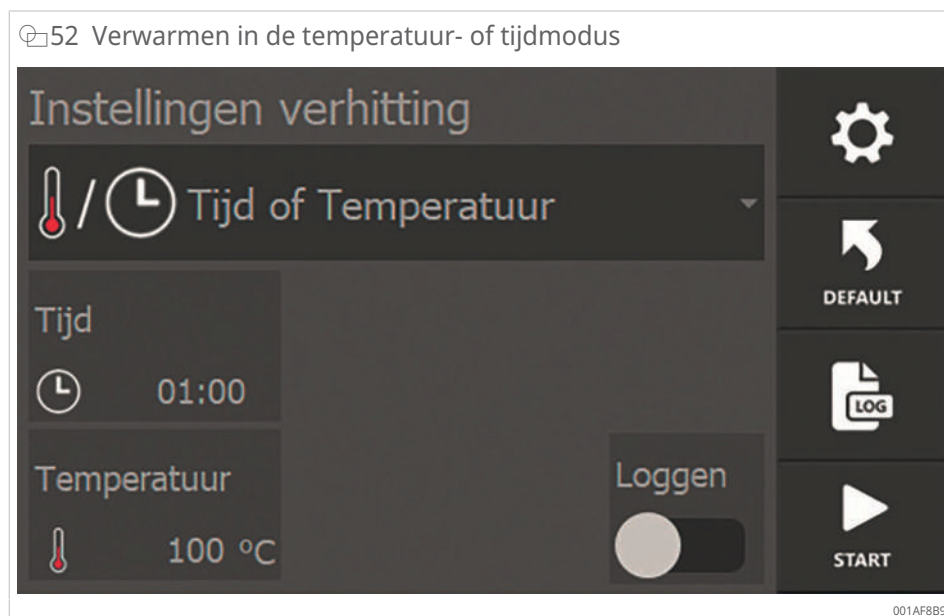 52 Verwarmen in de temperatuur- of tijdmodus
Instellingen verhitting
/ Tijd of Temperatuur
DEFAULT
Tijd
01:00
LOG
Temperatuur
100 °C
Loggen
START
001AF8B9